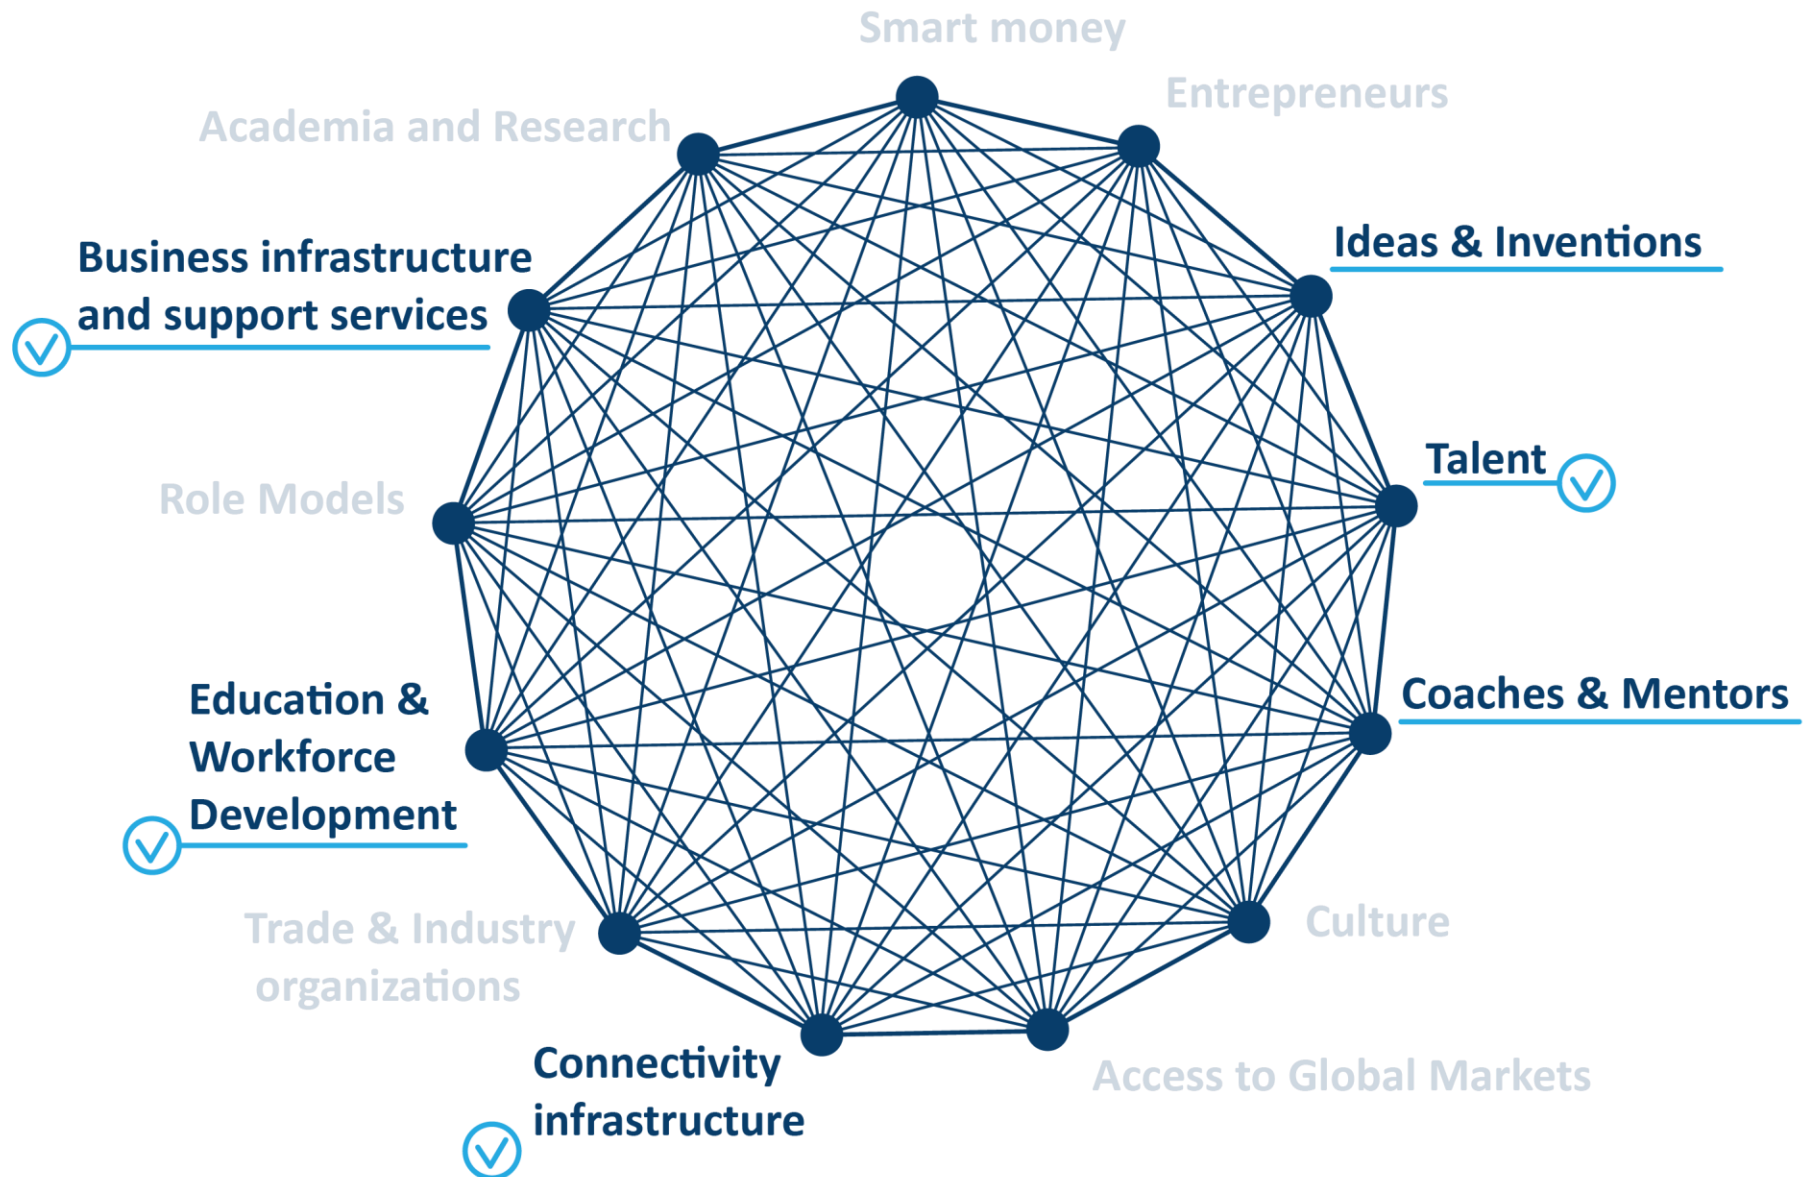 Smart money
Entrepreneurs
Academia and Research
Ideas & Inventions
Business infrastructure
and support services
Talent
Role Models
Coaches & Mentors
Education &
Workforce
Development
Culture
Trade & Industry
organizations
Connectivity
infrastructure
Access to Global Markets